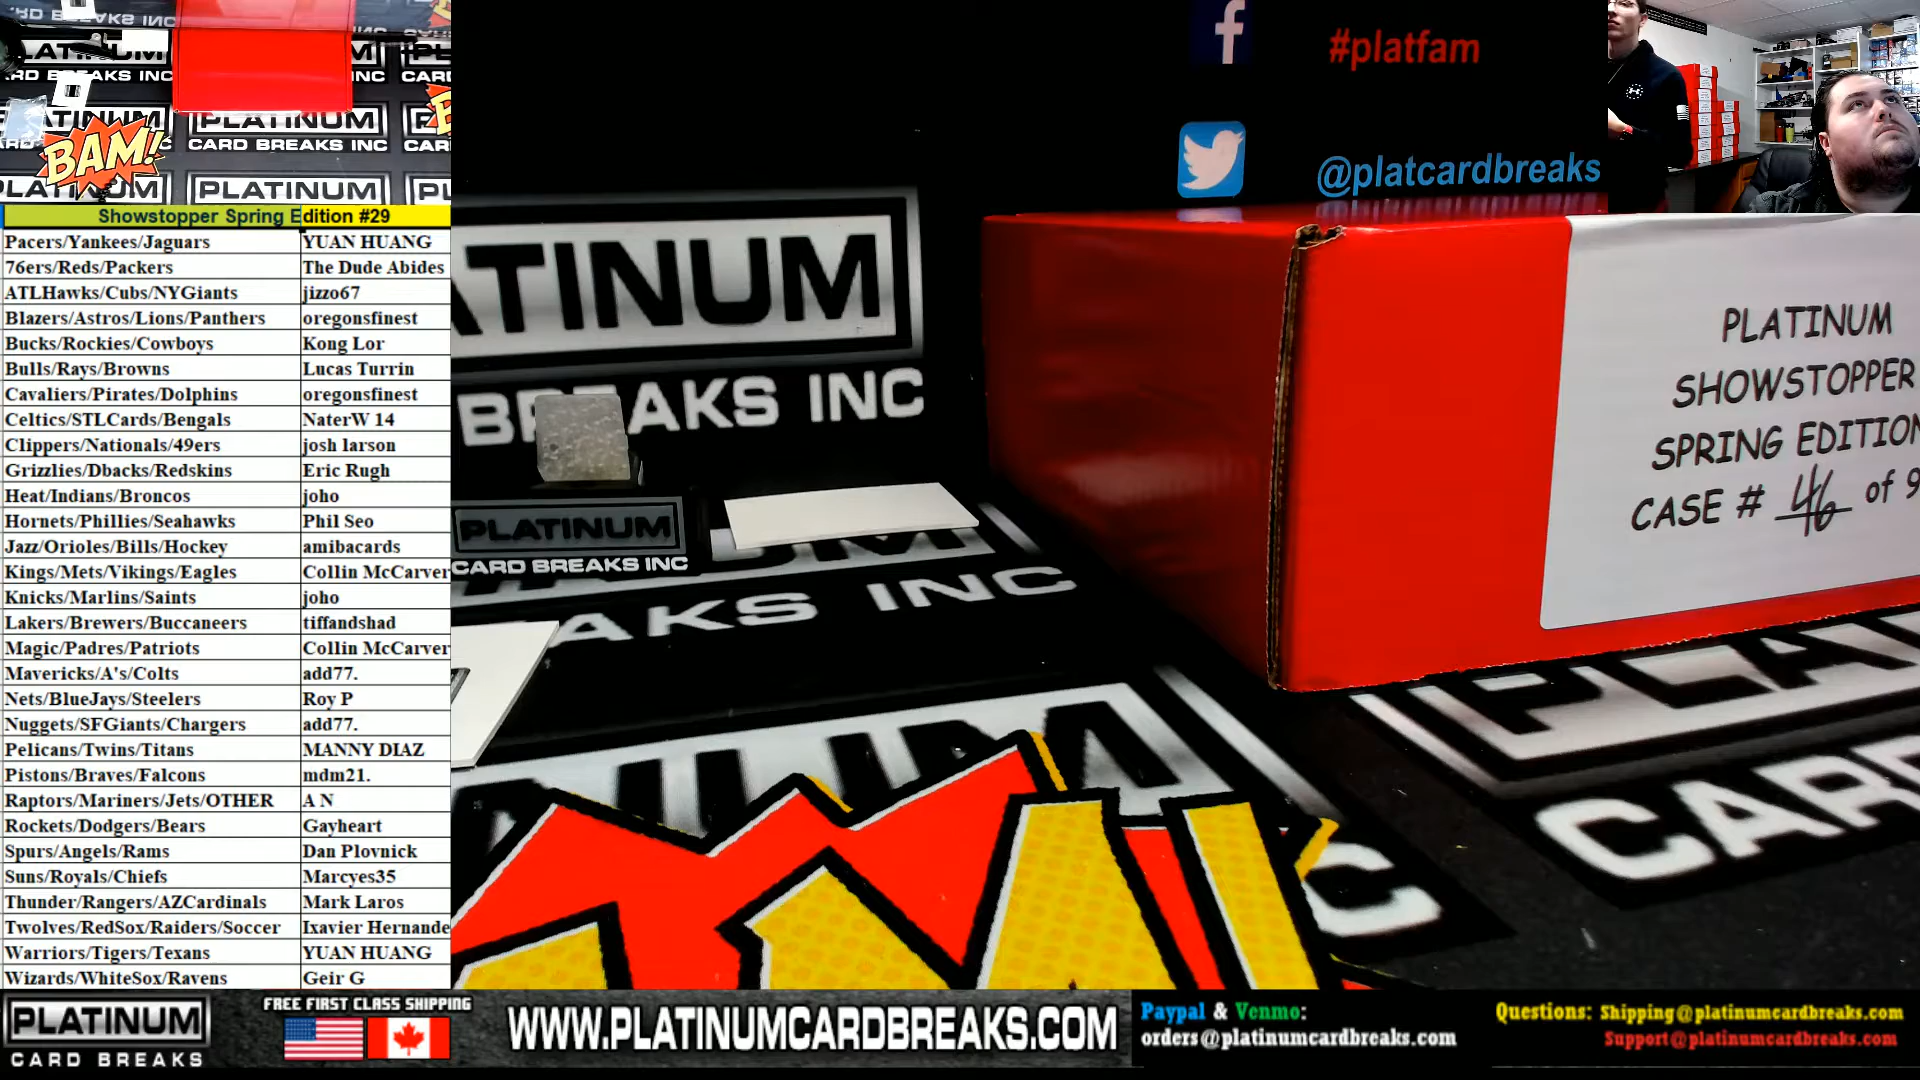 PLATINUM
CARD BREAKS INC
BAM!
Showstopper Spring Edition #29
Pacers/Yankees/Jaguars YUAN HUANG
76ers/Reds/Packers The Dude Abides
ATLHawks/Cubs/NYGiants jizzo67
Blazers/Astros/Lions/Panthers oregonsfinest
Bucks/Rockies/Cowboys Kong Lor
Bulls/Rays/Browns Lucas Turrin
Cavaliers/Pirates/Dolphins oregonsfinest
Celtics/STLCards/Bengals NaterW 14
Clippers/Nationals/49ers josh larson
Grizzlies/Dbacks/Redskins Eric Rugh
Heat/Indians/Broncos joho
Hornets/Phillies/Seahawks Phil Seo
Jazz/Orioles/Bills/Hockey amibacards
Kings/Mets/Vikings/Eagles Collin McCarver
Knicks/Marlins/Saints joho
Lakers/Brewers/Buccaneers tiffandshad
Magic/Padres/Patriots Collin McCarver
Mavericks/A's/Colts add77.
Nets/BlueJays/Steelers Roy P
Nuggets/SFGiants/Chargers add77.
Pelicans/Twins/Titans MANNY DIAZ
Pistons/Braves/Falcons mdm21.
Raptors/Mariners/Jets/OTHER A N
Rockets/Dodgers/Bears Gayheart
Spurs/Angels/Rams Dan Plovnick
Suns/Royals/Chiefs Marcyes35
Thunder/Rangers/AZCardinals Mark Laros
Twolves/RedSox/Raiders/Soccer Ixavier Hernande
Warriors/Tigers/Texans YUAN HUANG
Wizards/WhiteSox/Ravens Geir G
#platfam
@platcardbreaks
ATINUM
BREAKS INC
PLATINUM
CARD BREAKS INC
EAKS INC
PLATINUM
SHOWSTOPPER
SPRING EDITION
CASE # 46 of 9
PLA
CARD
PLATINUM
CARD BREAKS
FREE FIRST CLASS SHIPPING
WWW.PLATINUMCARDBREAKS.COM
Paypal & Venmo:
orders@platinumcardbreaks.com
Questions: Shipping@platinumcardbreaks.com
Support@platinumcardbreaks.com